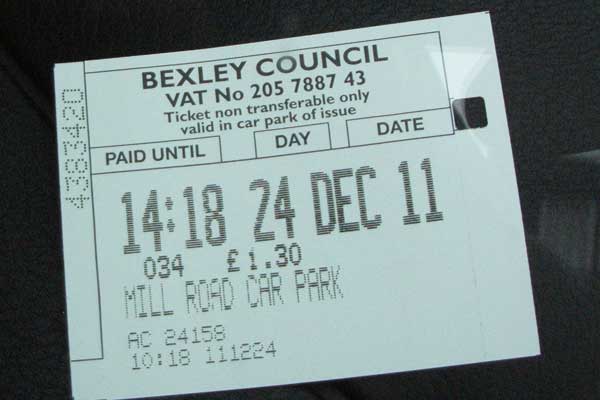 BEXLEY COUNCIL
VAT No 205 7887 43
Ticket non transferable only
valid in car park of issue
PAID UNTIL DAY DATE
14:18 24 DEC 11
034 £1.30
MILL ROAD CAR PARK
AC 24158
10:18 111224
4383420